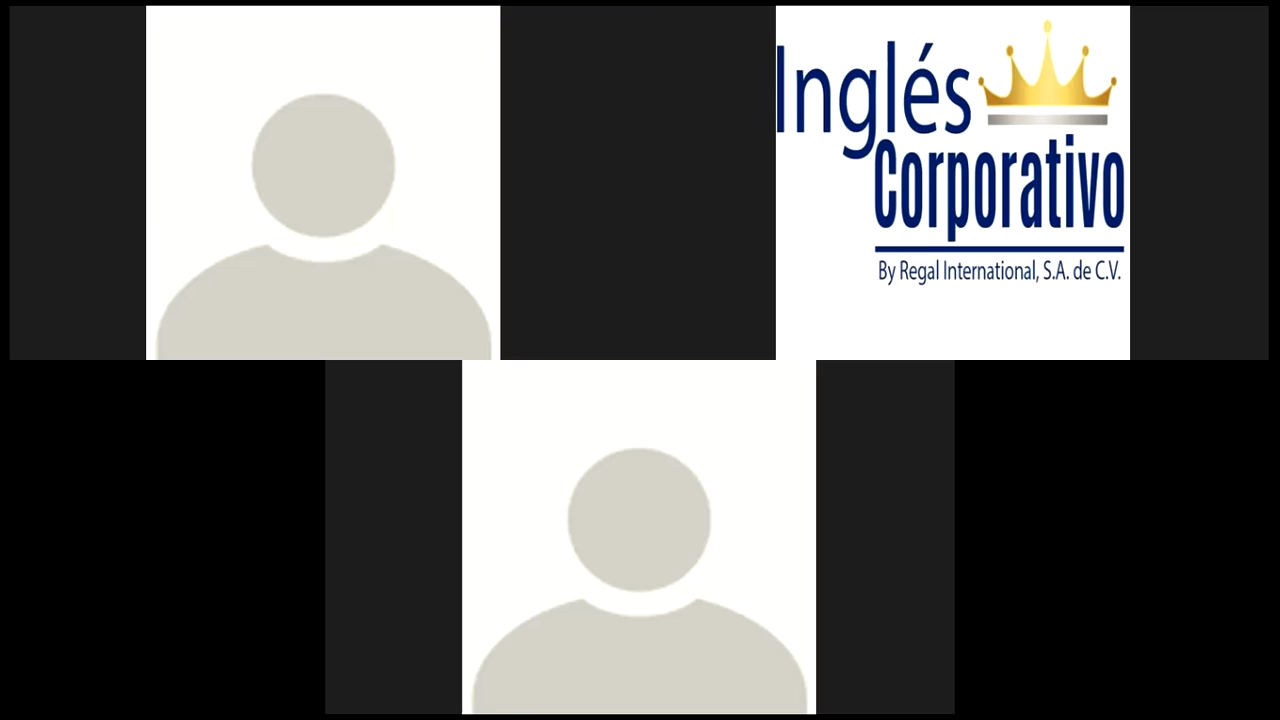 Inglés
Corporativo
By Regal International, S.A. de C.V.